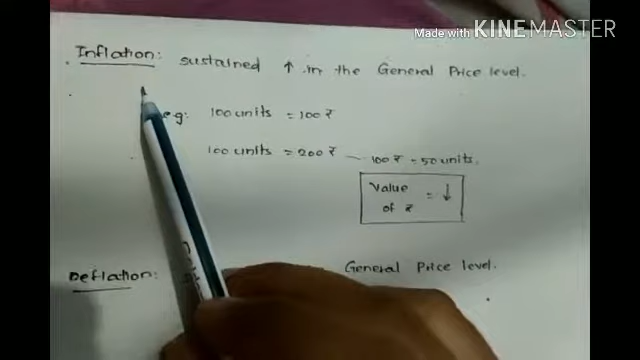 Made with KINEMASTER
Inflation: sustained ↑ in the General Price level.
e.g: 100 units = 100 ₹
100 units = 200 ₹ — 100 ₹ = 50 units.
Value of ₹ = ↓
Deflation: General Price level.